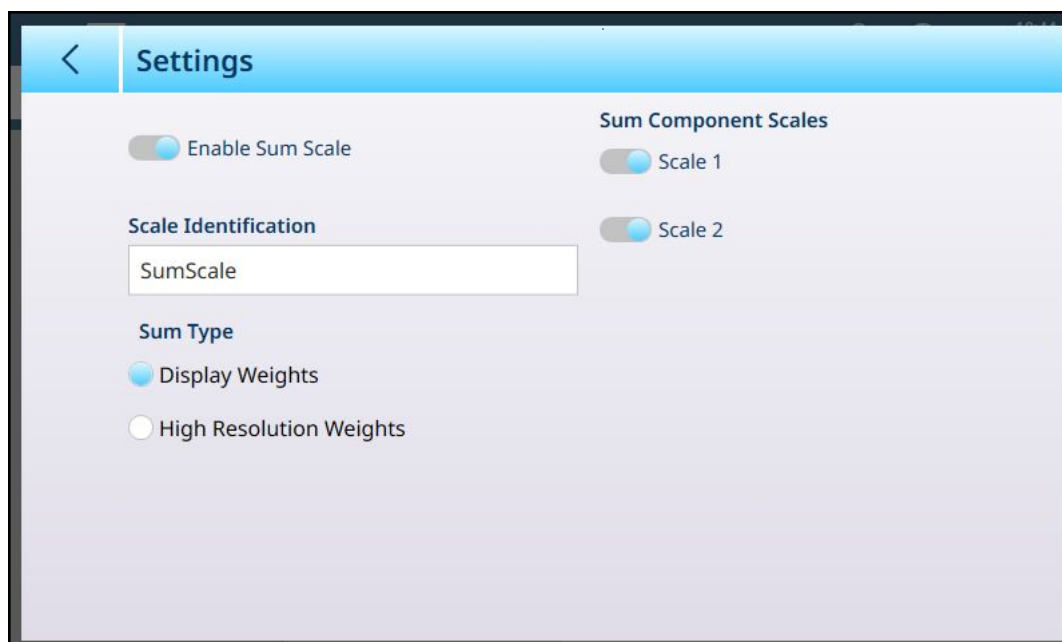 Settings
Enable Sum Scale
Scale Identification
SumScale
Sum Type
Display Weights
High Resolution Weights
Sum Component Scales
Scale 1
Scale 2